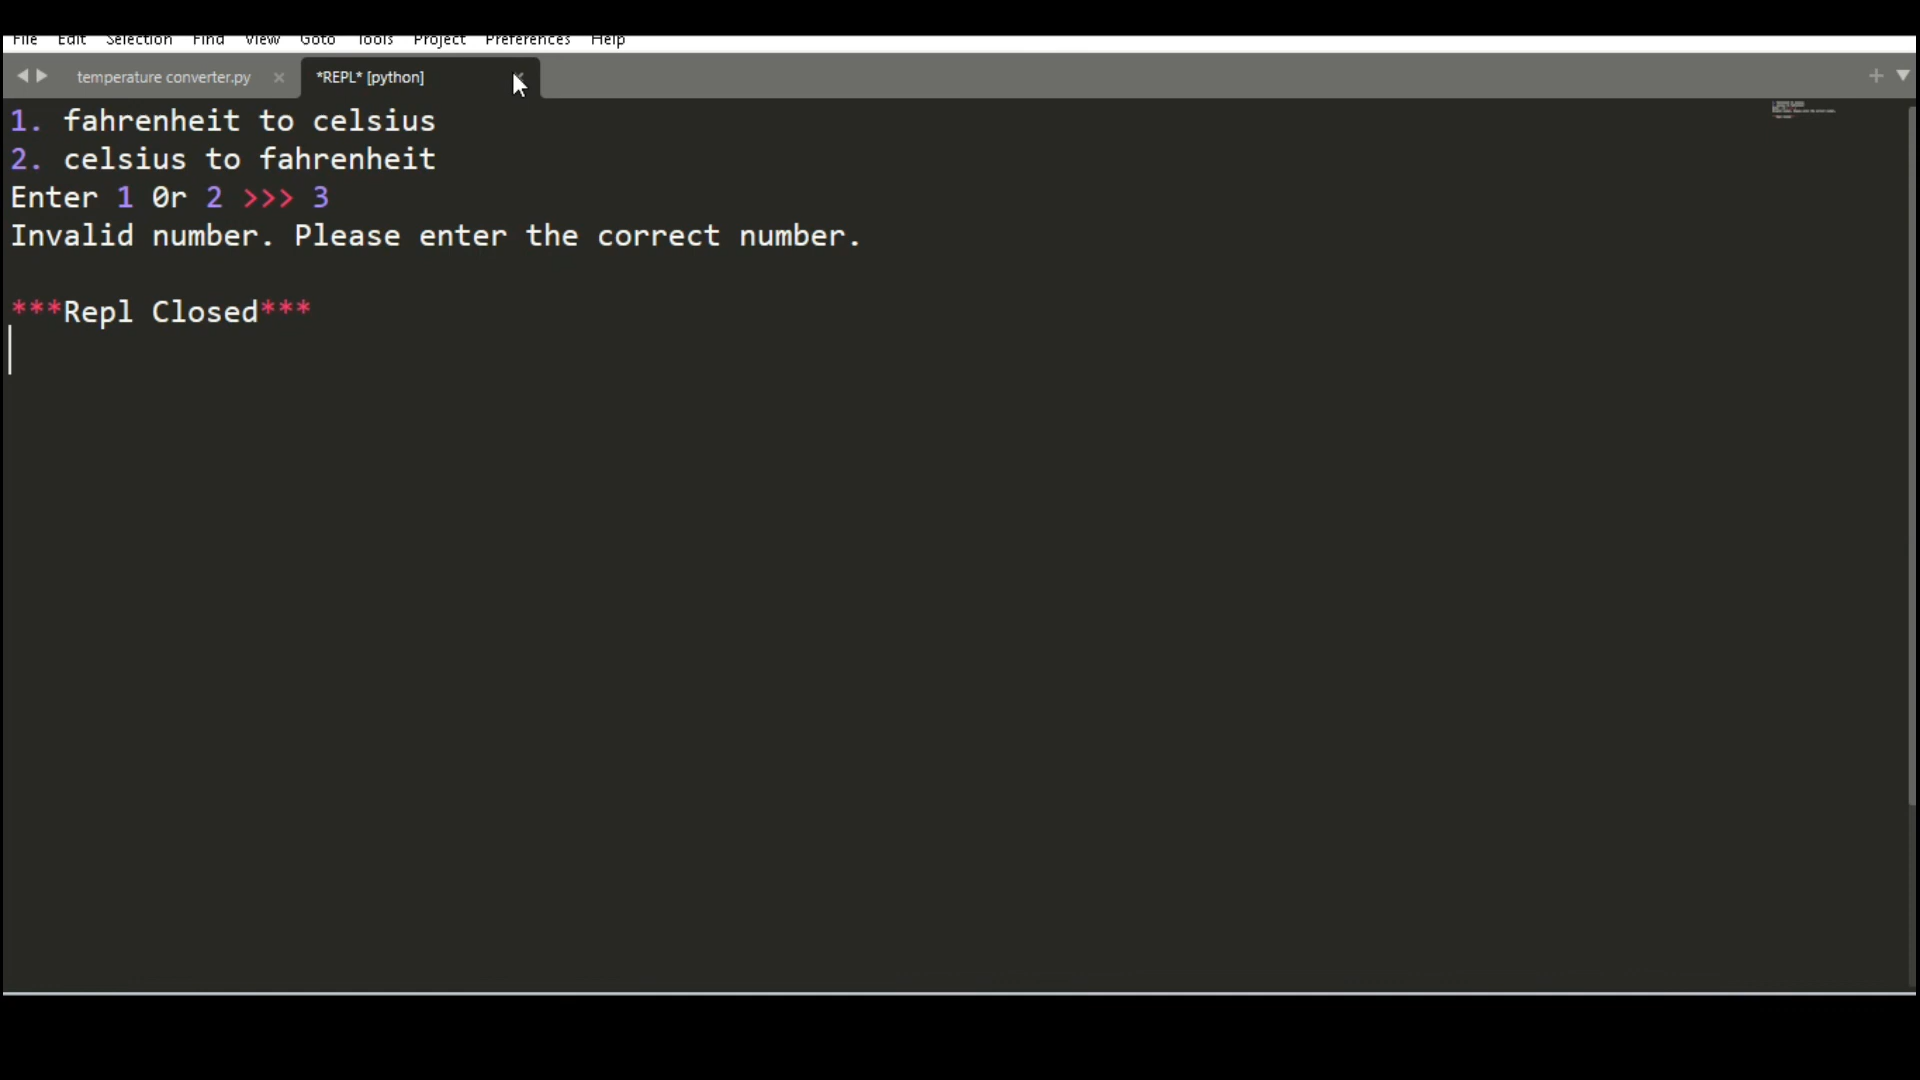 File Edit Selection Find View Goto Tools Project Preferences Help
temperature converter.py × *REPL* [python]
1. fahrenheit to celsius
2. celsius to fahrenheit
Enter 1 0r 2 >>> 3
Invalid number. Please enter the correct number.
***Repl Closed***